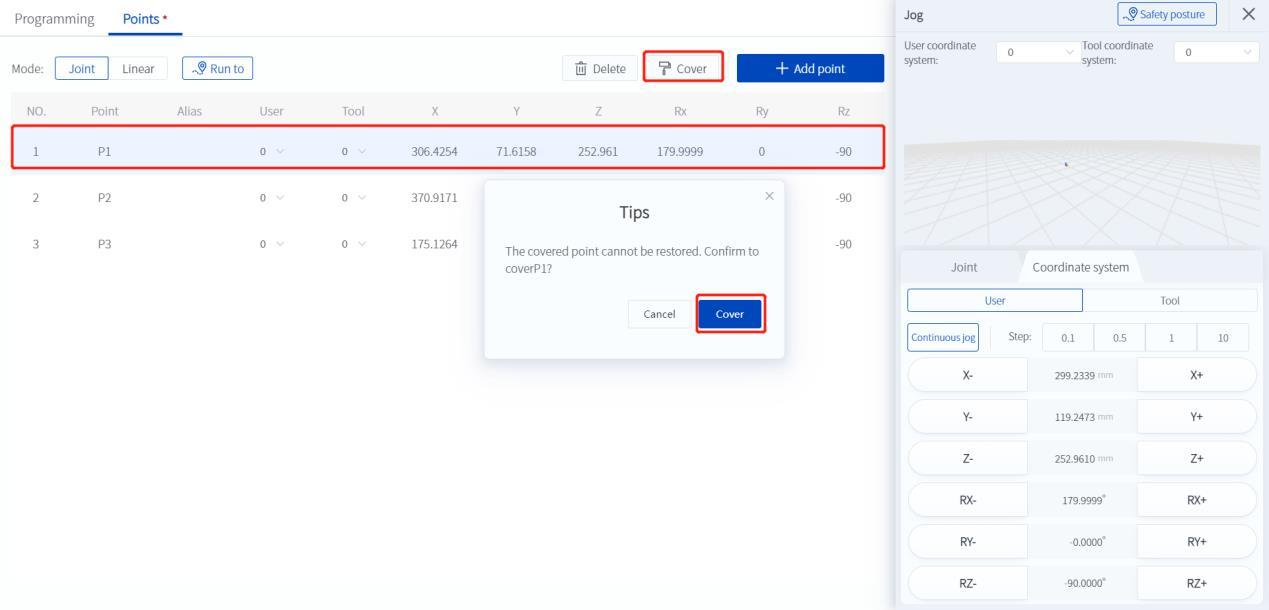 Programming Points •
Mode: Joint Linear Run to Delete Cover + Add point
NO. Point Alias User Tool X Y Z Rx Ry Rz
1 P1 0 0 306.4254 71.6158 252.961 179.9999 0 -90
2 P2 0 0 370.9171 -90
3 P3 0 0 175.1264 -90
Tips
The covered point cannot be restored. Confirm to
coverP1?
Cancel Cover
Jog Safety posture
User coordinate
system: 0
Tool coordinate
system: 0
Joint Coordinate system
User Tool
Continuous jog Step: 0.1 0.5 1 10
X- 299.2339 mm X+
Y- 119.2473 mm Y+
Z- 252.9610 mm Z+
RX- 179.9999° RX+
RY- -0.0000° RY+
RZ- -90.0000° RZ+